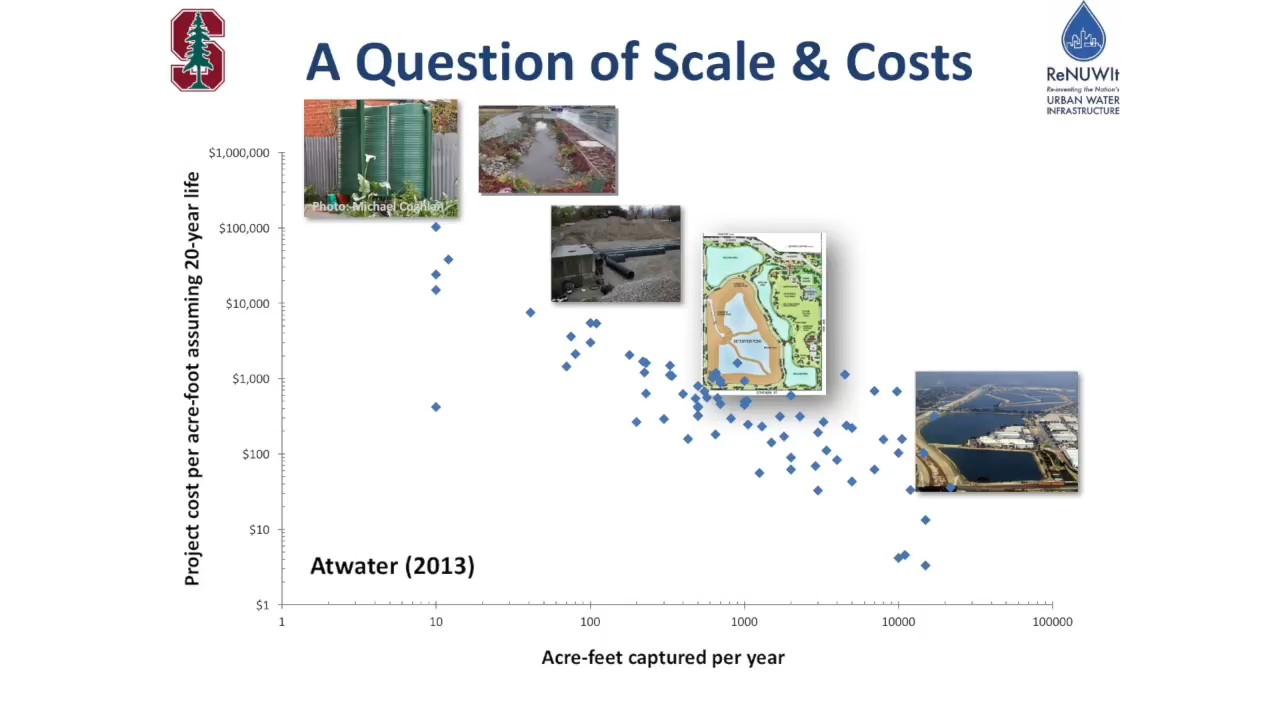 A Question of Scale & Costs
ReNUWIt
Re-inventing the Nation's
URBAN WATER
INFRASTRUCTURE
S
Photo: Michael Coghlan
Project cost per acre-foot assuming 20-year life
$1,000,000
$100,000
$10,000
$1,000
$100
$10
$1
Atwater (2013)
1
10
100
1000
10000
100000
Acre-feet captured per year